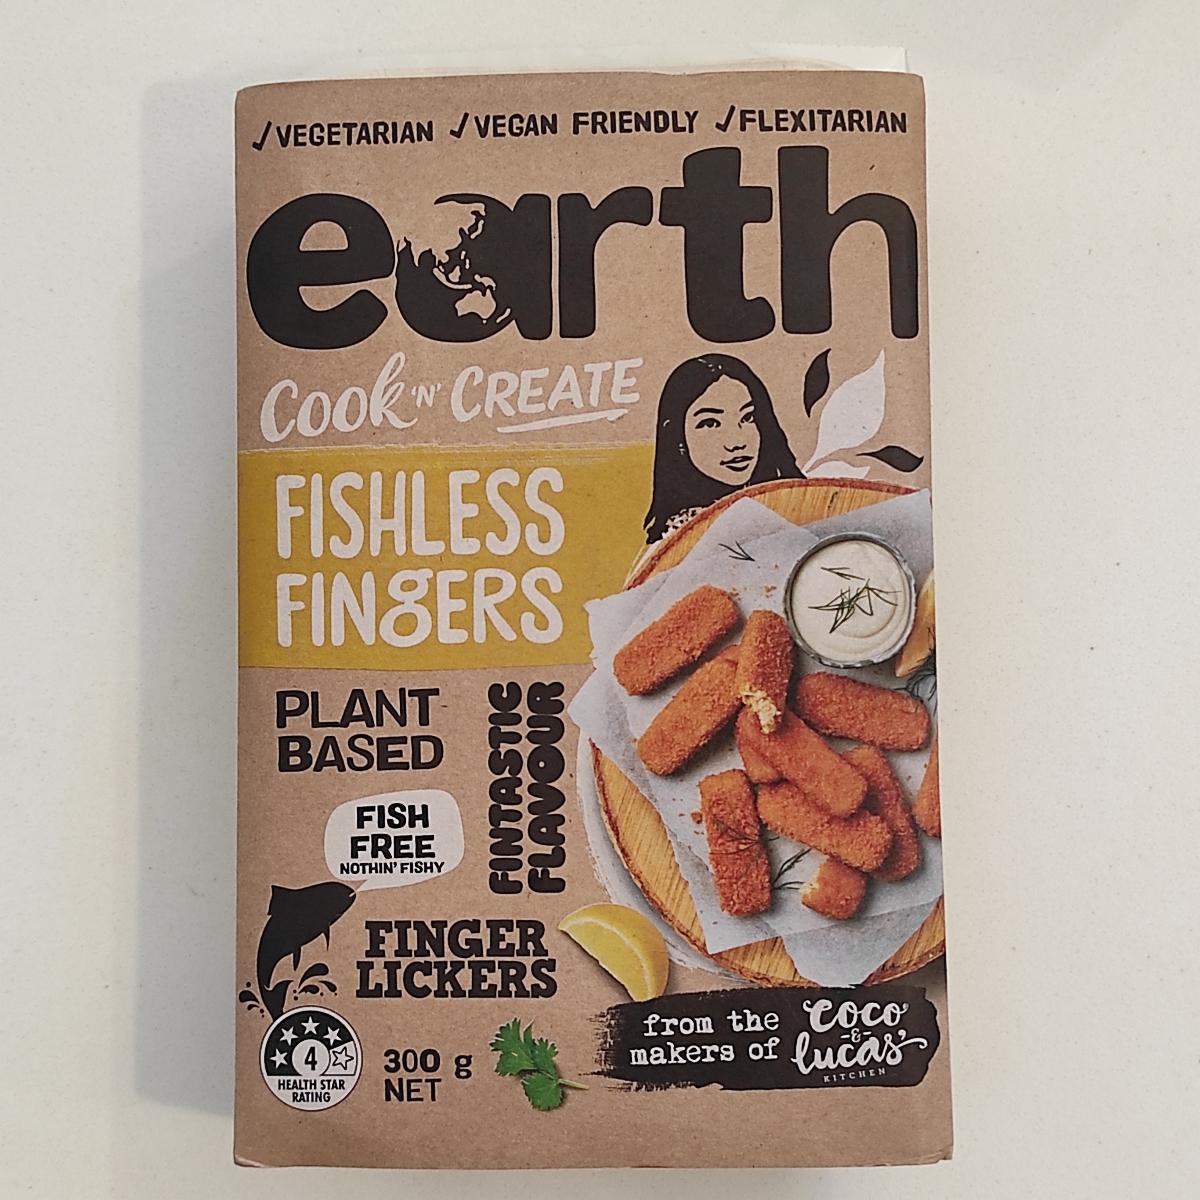 ✓VEGETARIAN ✓VEGAN FRIENDLY ✓FLEXITARIAN
earth
Cook 'N' CREATE
FISHLESS
FINGERS
PLANT
BASED
FINTASTIC
FLAVOUR
FISH
FREE
NOTHIN' FISHY
FINGER
LICKERS
4
HEALTH STAR
RATING
300 g
NET
from the
makers of
coco
&
lucas'
KITCHEN